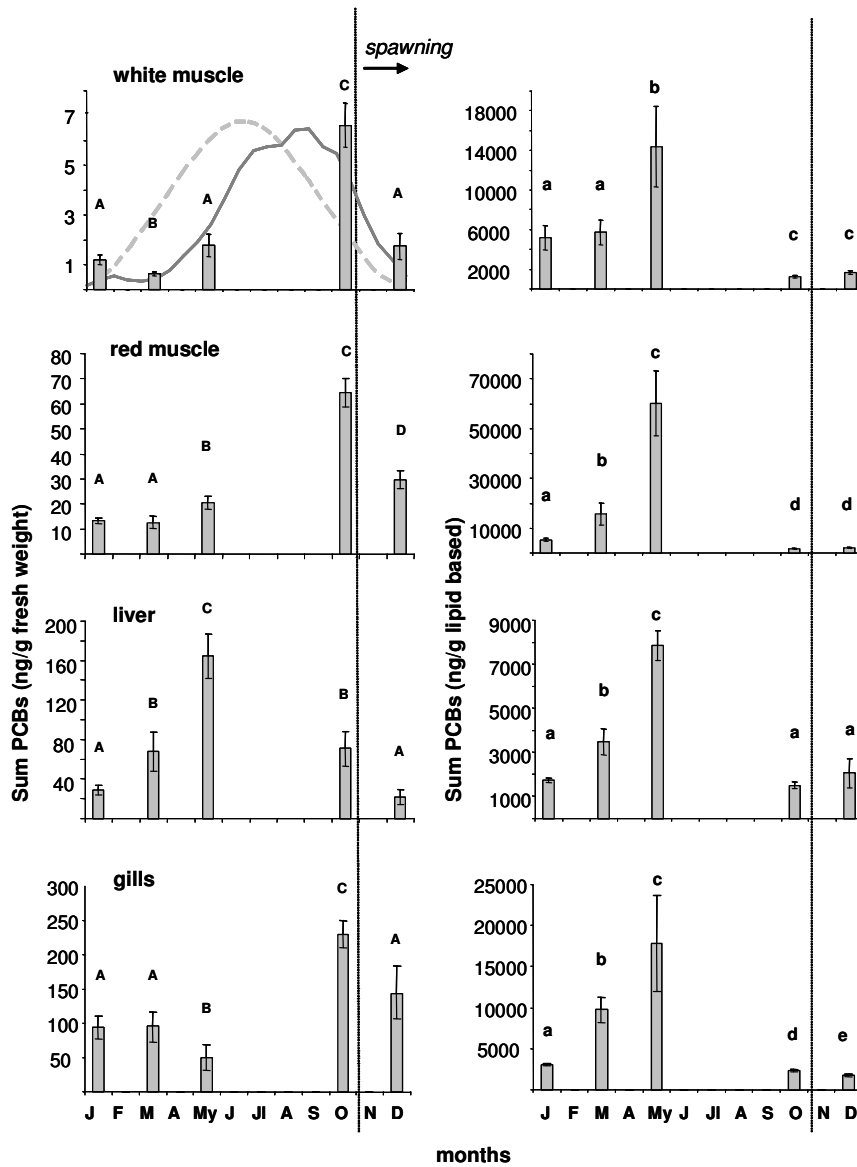 spawning
white muscle
7
5
3
1
A
B
A
C
A
18000
14000
10000
6000
2000
a
a
b
c
c
red muscle
80
70
60
50
40
30
20
10
A
A
B
C
D
70000
50000
30000
10000
a
b
c
d
d
Sum PCBs (ng/g fresh weight)
Sum PCBs (ng/g lipid based)
liver
200
160
120
80
40
A
B
C
B
A
9000
7000
5000
3000
1000
a
b
c
a
a
gills
300
250
200
150
100
50
A
A
B
C
A
25000
20000
15000
10000
5000
a
b
c
d
e
J F M A My J Jl A S O N D
J F M A My J Jl A S O N D
months